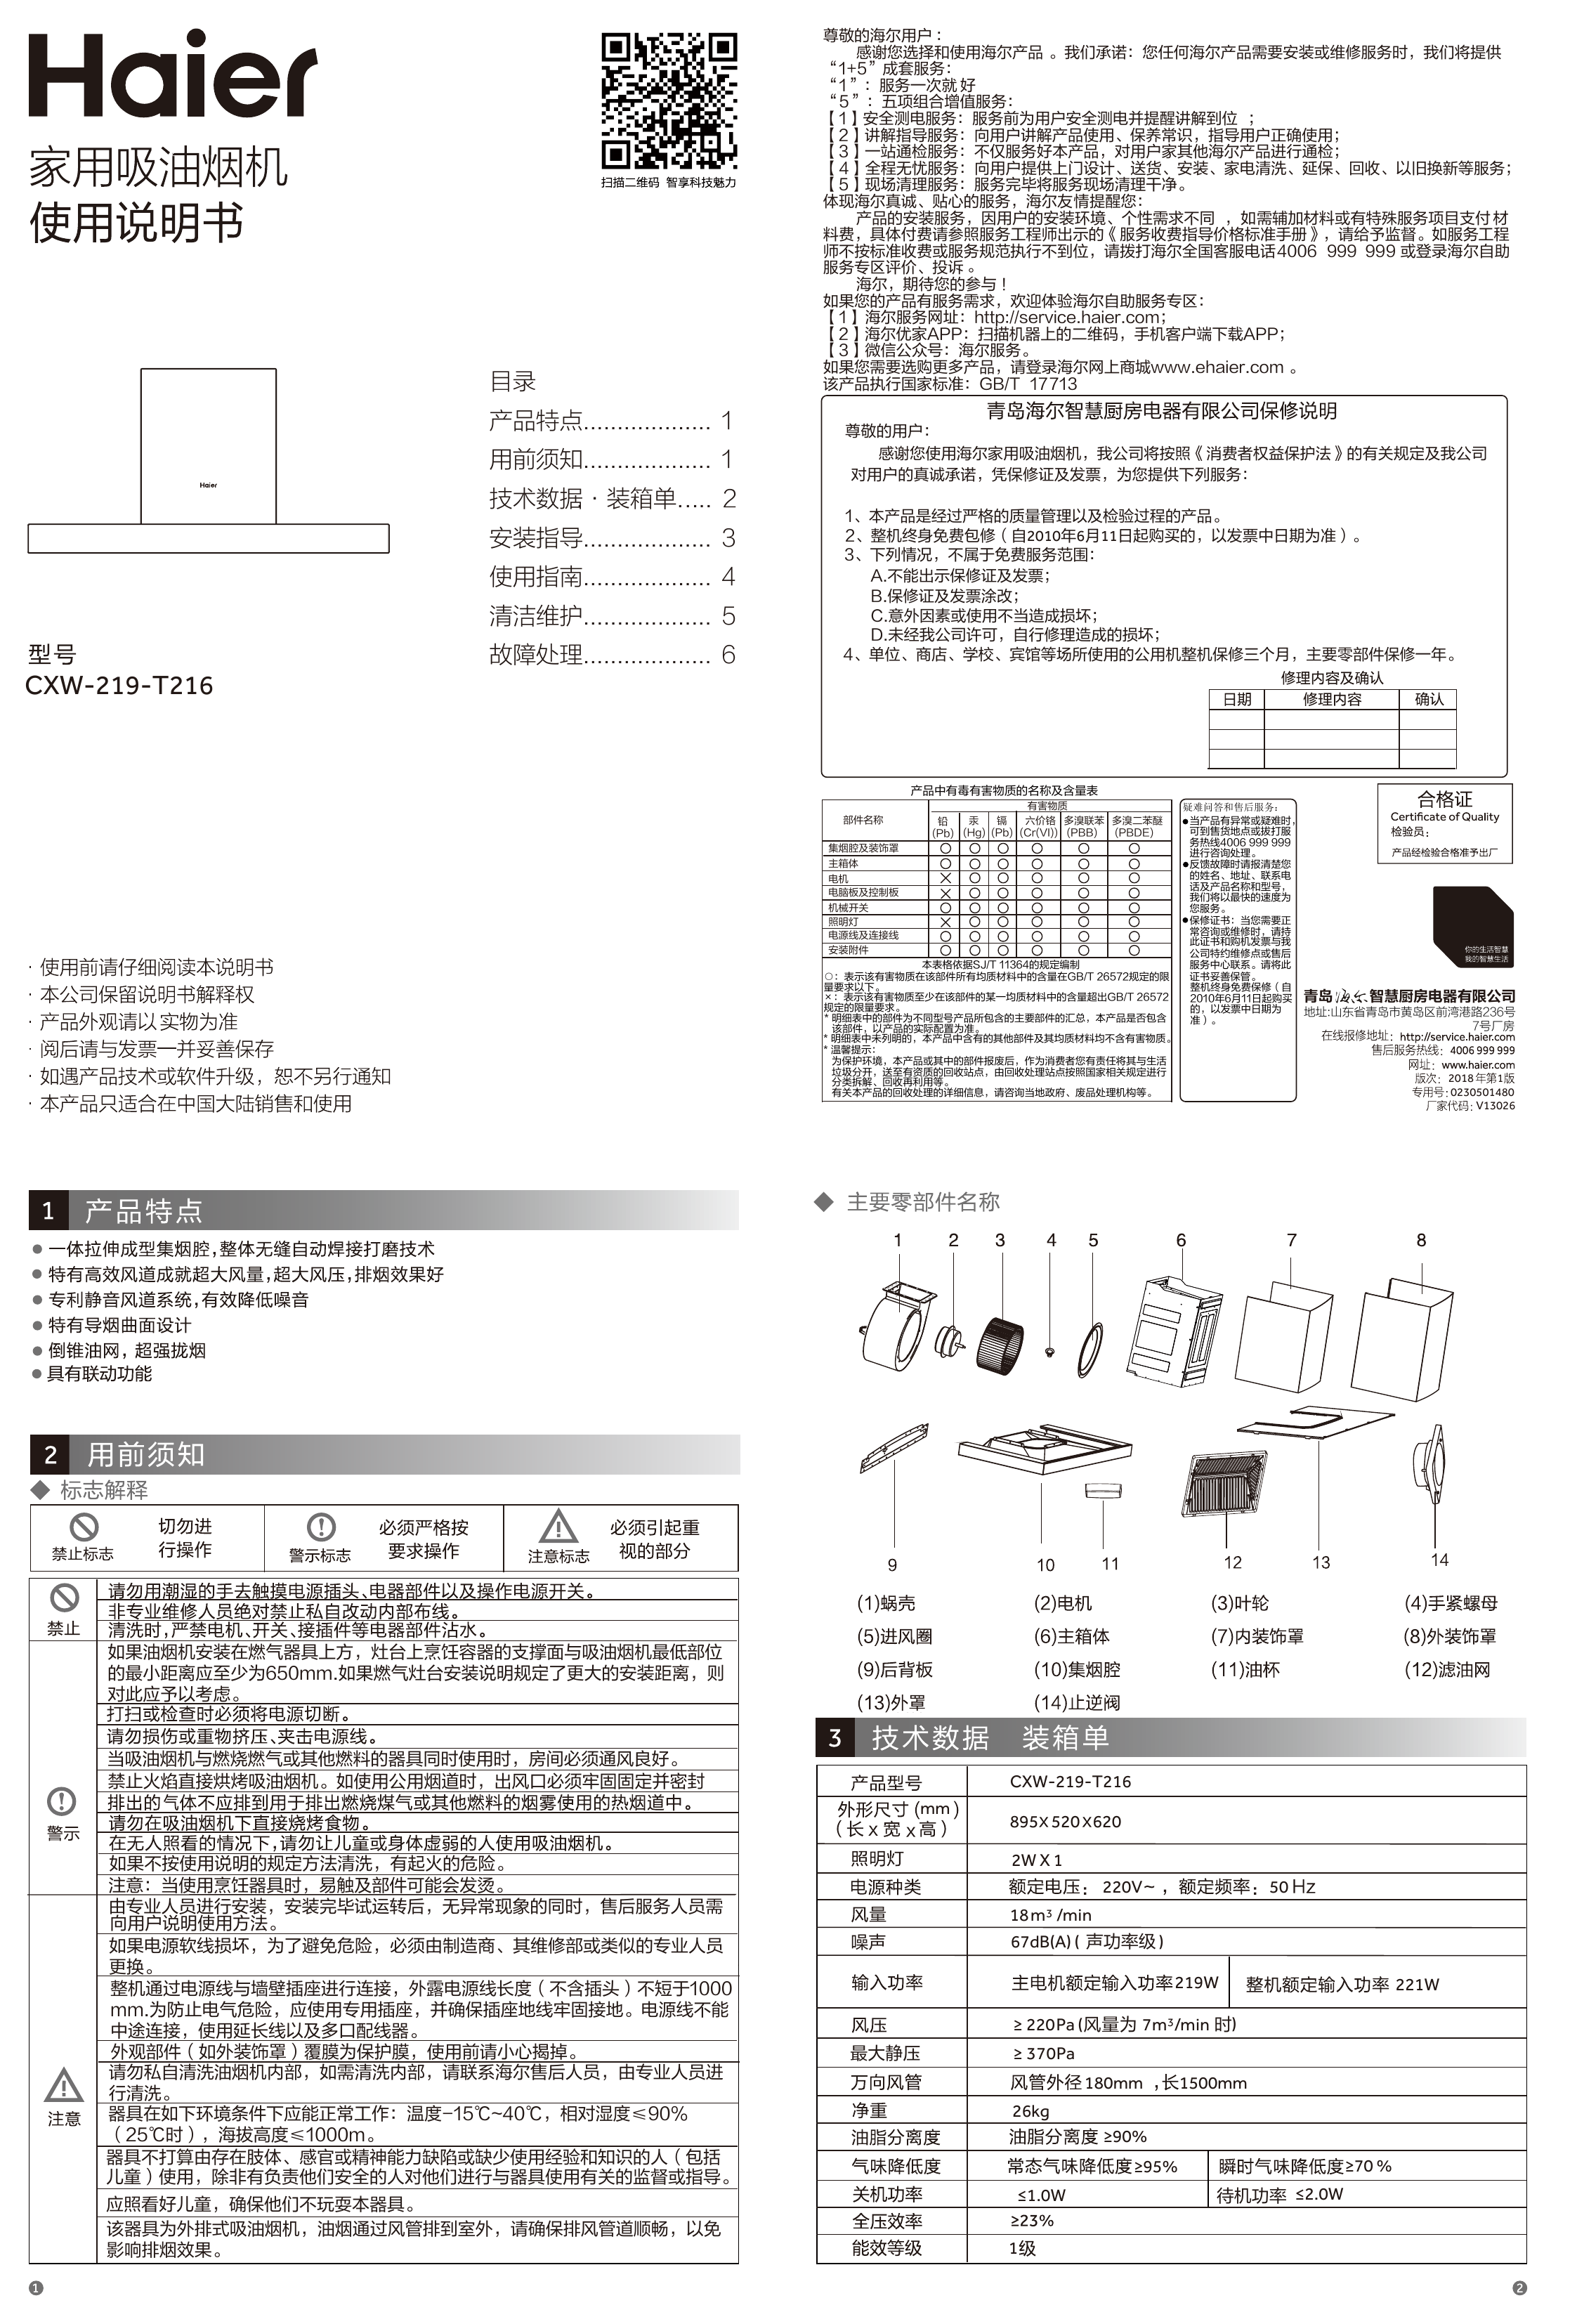 Haier
家用吸油烟机
使用说明书
扫描二维码 智享科技魅力
Haier
目录
产品特点................... 1
用前须知................... 1
技术数据 · 装箱单..... 2
安装指导................... 3
使用指南................... 4
清洁维护................... 5
故障处理................... 6
型号
CXW-219-T216
· 使用前请仔细阅读本说明书
· 本公司保留说明书解释权
· 产品外观请以实物为准
· 阅后请与发票一并妥善保存
· 如遇产品技术或软件升级，恕不另行通知
· 本产品只适合在中国大陆销售和使用
尊敬的海尔用户：
感谢您选择和使用海尔产品 。我们承诺：您任何海尔产品需要安装或维修服务时，我们将提供
“1+5”成套服务：
“1”：服务一次就好
“5”：五项组合增值服务：
【1】安全测电服务：服务前为用户安全测电并提醒讲解到位 ；
【2】讲解指导服务：向用户讲解产品使用、保养常识，指导用户正确使用；
【3】一站通检服务：不仅服务好本产品，对用户家其他海尔产品进行通检；
【4】全程无忧服务：向用户提供上门设计、送货、安装、家电清洗、延保、回收、以旧换新等服务；
【5】现场清理服务：服务完毕将服务现场清理干净。
体现海尔真诚、贴心的服务，海尔友情提醒您：
产品的安装服务，因用户的安装环境、个性需求不同 ，如需辅加材料或有特殊服务项目支付材
料费，具体付费请参照服务工程师出示的《服务收费指导价格标准手册》，请给予监督。如服务工程
师不按标准收费或服务规范执行不到位，请拨打海尔全国客服电话4006 999 999 或登录海尔自助
服务专区评价、投诉 。
海尔，期待您的参与！
如果您的产品有服务需求，欢迎体验海尔自助服务专区：
【1】海尔服务网址：http://service.haier.com；
【2】海尔优家APP：扫描机器上的二维码，手机客户端下载APP；
【3】微信公众号：海尔服务。
如果您需要选购更多产品，请登录海尔网上商城www.ehaier.com 。
该产品执行国家标准：GB/T 17713
青岛海尔智慧厨房电器有限公司保修说明
尊敬的用户：
感谢您使用海尔家用吸油烟机，我公司将按照《消费者权益保护法》的有关规定及我公司
对用户的真诚承诺，凭保修证及发票，为您提供下列服务：
1、本产品是经过严格的质量管理以及检验过程的产品。
2、整机终身免费包修（自2010年6月11日起购买的，以发票中日期为准）。
3、下列情况，不属于免费服务范围：
A.不能出示保修证及发票；
B.保修证及发票涂改；
C.意外因素或使用不当造成损坏；
D.未经我公司许可，自行修理造成的损坏；
4、单位、商店、学校、宾馆等场所使用的公用机整机保修三个月，主要零部件保修一年。
修理内容及确认
日期 修理内容 确认
产品中有毒有害物质的名称及含量表
部件名称 有害物质
铅(Pb) 汞(Hg) 镉(Pb) 六价铬(Cr(VI)) 多溴联苯(PBB) 多溴二苯醚(PBDE)
集烟腔及装饰罩 ○ ○ ○ ○ ○ ○
主箱体 ○ ○ ○ ○ ○ ○
电机 × ○ ○ ○ ○ ○
电脑板及控制板 × ○ ○ ○ ○ ○
机械开关 ○ ○ ○ ○ ○ ○
照明灯 × ○ ○ ○ ○ ○
电源线及连接线 ○ ○ ○ ○ ○ ○
安装附件 ○ ○ ○ ○ ○ ○
本表格依据SJ/T 11364的规定编制
○：表示该有害物质在该部件所有均质材料中的含量在GB/T 26572规定的限
量要求以下。
×：表示该有害物质至少在该部件的某一均质材料中的含量超出GB/T 26572
规定的限量要求。
* 明细表中的部件为不同型号产品所包含的主要部件的汇总，本产品是否包含
该部件，以产品的实际配置为准。
* 明细表中未列明的，本产品中含有的其他部件及其均质材料均不含有害物质。
* 温馨提示：
为保护环境，本产品或其中的部件报废后，作为消费者您有责任将其与生活
垃圾分开，送至有资质的回收站点，由回收处理站点按照国家相关规定进行
分类拆解、回收再利用等。
有关本产品的回收处理的详细信息，请咨询当地政府、废品处理机构等。
疑难问答和售后服务：
●当产品有异常或疑难时，
可到售货地点或拔打服
务热线4006 999 999
进行咨询处理。
●反馈故障时请报清楚您
的姓名、地址、联系电
话及产品名称和型号，
我们将以最快的速度为
您服务。
●保修证书：当您需要正
常咨询或维修时，请持
此证书和购机发票与我
公司特约维修点或售后
服务中心联系。请将此
证书妥善保管。
整机终身免费保修（自
2010年6月11日起购买
的，以发票中日期为
准）。
合格证
Certificate of Quality
检验员：
产品经检验合格准予出厂
你的生活智慧
我的智慧生活
青岛海尔智慧厨房电器有限公司
地址:山东省青岛市黄岛区前湾港路236号
7号厂房
在线报修地址：http://service.haier.com
售后服务热线：4006 999 999
网址：www.haier.com
版次：2018年第1版
专用号:0230501480
厂家代码: V13026
1 产品特点
● 一体拉伸成型集烟腔,整体无缝自动焊接打磨技术
● 特有高效风道成就超大风量,超大风压,排烟效果好
● 专利静音风道系统,有效降低噪音
● 特有导烟曲面设计
● 倒锥油网，超强拢烟
● 具有联动功能
2 用前须知
◆ 标志解释
禁止标志 切勿进
行操作
警示标志 必须严格按
要求操作
注意标志 必须引起重
视的部分
禁止
请勿用潮湿的手去触摸电源插头、电器部件以及操作电源开关。
非专业维修人员绝对禁止私自改动内部布线。
清洗时,严禁电机、开关、接插件等电器部件沾水。
警示
如果油烟机安装在燃气器具上方，灶台上烹饪容器的支撑面与吸油烟机最低部位
的最小距离应至少为650mm.如果燃气灶台安装说明规定了更大的安装距离，则
对此应予以考虑。
打扫或检查时必须将电源切断。
请勿损伤或重物挤压、夹击电源线。
当吸油烟机与燃烧燃气或其他燃料的器具同时使用时，房间必须通风良好。
禁止火焰直接烘烤吸油烟机。如使用公用烟道时，出风口必须牢固固定并密封
排出的气体不应排到用于排出燃烧煤气或其他燃料的烟雾使用的热烟道中。
请勿在吸油烟机下直接烧烤食物。
在无人照看的情况下,请勿让儿童或身体虚弱的人使用吸油烟机。
如果不按使用说明的规定方法清洗，有起火的危险。
注意：当使用烹饪器具时，易触及部件可能会发烫。
注意
由专业人员进行安装，安装完毕试运转后，无异常现象的同时，售后服务人员需
向用户说明使用方法。
如果电源软线损坏，为了避免危险，必须由制造商、其维修部或类似的专业人员
更换。
整机通过电源线与墙壁插座进行连接，外露电源线长度（不含插头）不短于1000
mm.为防止电气危险，应使用专用插座，并确保插座地线牢固接地。电源线不能
中途连接，使用延长线以及多口配线器。
外观部件（如外装饰罩）覆膜为保护膜，使用前请小心揭掉。
请勿私自清洗油烟机内部，如需清洗内部，请联系海尔售后人员，由专业人员进
行清洗。
器具在如下环境条件下应能正常工作：温度-15℃~40℃，相对湿度≤90%
（25℃时），海拔高度≤1000m。
器具不打算由存在肢体、感官或精神能力缺陷或缺少使用经验和知识的人（包括
儿童）使用，除非有负责他们安全的人对他们进行与器具使用有关的监督或指导。
应照看好儿童，确保他们不玩耍本器具。
该器具为外排式吸油烟机，油烟通过风管排到室外，请确保排风管道顺畅，以免
影响排烟效果。
1
◆ 主要零部件名称
1 2 3 4 5 6 7 8
9 10 11 12 13 14
(1)蜗壳 (2)电机 (3)叶轮 (4)手紧螺母
(5)进风圈 (6)主箱体 (7)内装饰罩 (8)外装饰罩
(9)后背板 (10)集烟腔 (11)油杯 (12)滤油网
(13)外罩 (14)止逆阀
3 技术数据 装箱单
产品型号 CXW-219-T216
外形尺寸(mm)
（长x宽x高） 895X520X620
照明灯 2W X 1
电源种类 额定电压：220V~ ，额定频率：50 Hz
风量 18m³ /min
噪声 67dB(A)(声功率级)
输入功率 主电机额定输入功率219W 整机额定输入功率 221W
风压 ≥ 220Pa(风量为 7m³/min 时)
最大静压 ≥ 370Pa
万向风管 风管外径180mm ,长1500mm
净重 26kg
油脂分离度 油脂分离度 ≥90%
气味降低度 常态气味降低度≥95% 瞬时气味降低度≥70 %
关机功率 ≤1.0W 待机功率 ≤2.0W
全压效率 ≥23%
能效等级 1级
2